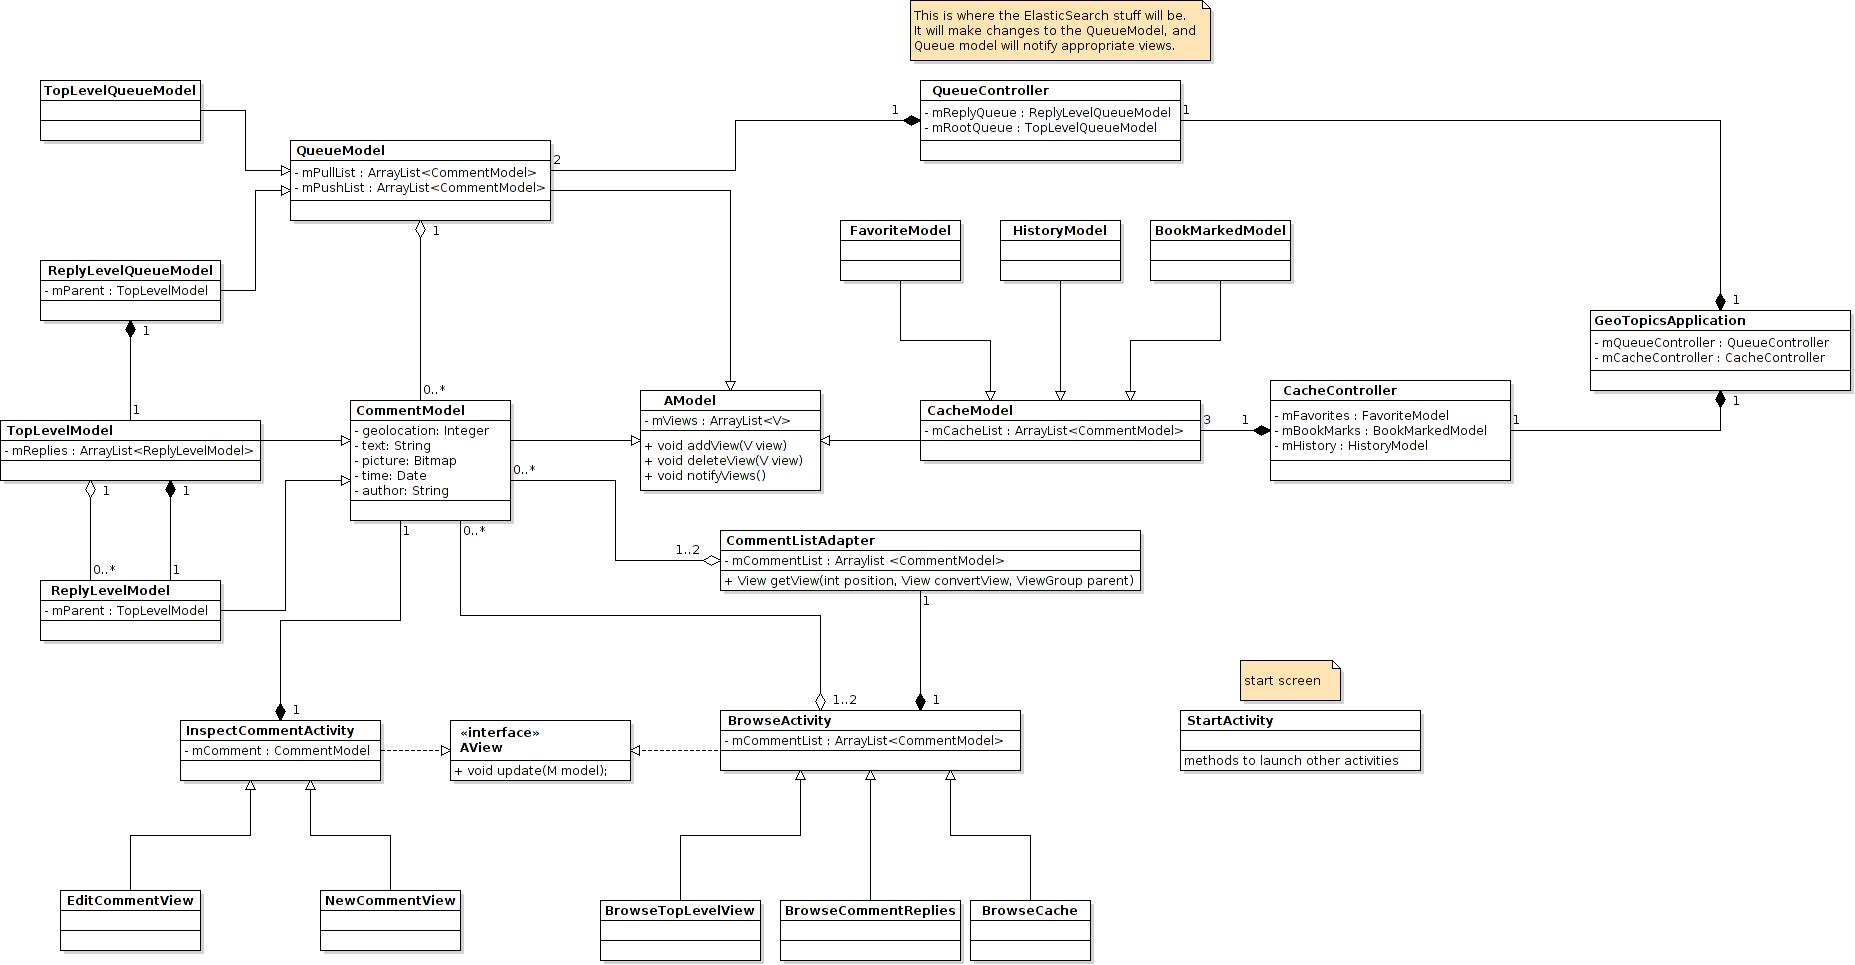 This is where the ElasticSearch stuff will be.
It will make changes to the QueueModel, and
Queue model will notify appropriate views.
TopLevelQueueModel
QueueController
- mReplyQueue : ReplyLevelQueueModel
- mRootQueue : TopLevelQueueModel
1
1
QueueModel
- mPullList : ArrayList<CommentModel>
- mPushList : ArrayList<CommentModel>
2
1
FavoriteModel
HistoryModel
BookMarkedModel
ReplyLevelQueueModel
- mParent : TopLevelModel
1
1
1
GeoTopicsApplication
- mQueueController : QueueController
- mCacheController : CacheController
1
0..*
TopLevelModel
- mReplies : ArrayList<ReplyLevelModel>
1
1
CommentModel
- geolocation: Integer
- text: String
- picture: Bitmap
- time: Date
- author: String
0..*
1
0..*
AModel
- mViews : ArrayList<V>
+ void addView(V view)
+ void deleteView(V view)
+ void notifyViews()
CacheModel
- mCacheList : ArrayList<CommentModel>
3
1
CacheController
- mFavorites : FavoriteModel
- mBookMarks : BookMarkedModel
- mHistory : HistoryModel
1
0..*
1
ReplyLevelModel
- mParent : TopLevelModel
1..2
CommentListAdapter
- mCommentList : Arraylist <CommentModel>
+ View getView(int position, View convertView, ViewGroup parent)
1
start screen
1
1..2
1
InspectCommentActivity
- mComment : CommentModel
«interface»
AView
+ void update(M model);
BrowseActivity
- mCommentList : ArrayList<CommentModel>
StartActivity
methods to launch other activities
EditCommentView
NewCommentView
BrowseTopLevelView
BrowseCommentReplies
BrowseCache